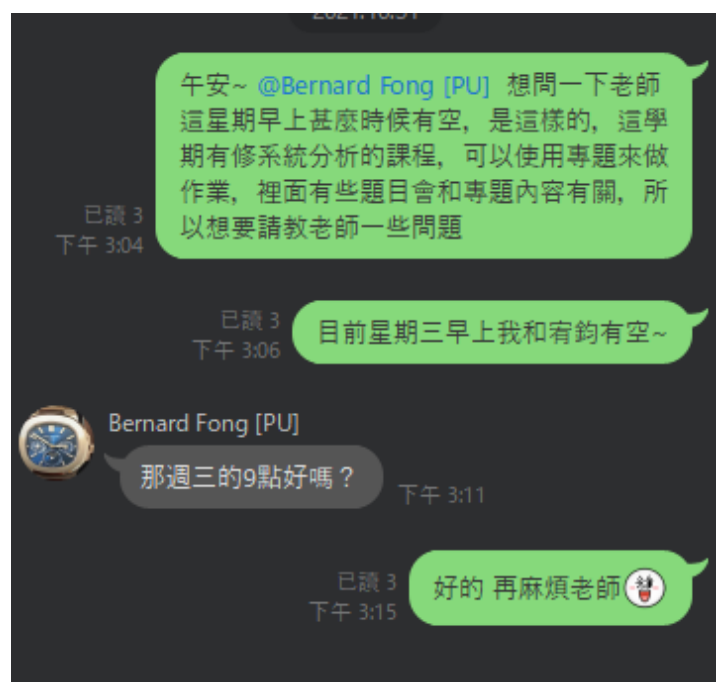 午安~ @Bernard Fong [PU] 想問一下老師
這星期早上甚麼時候有空，是這樣的，這學
期有修系統分析的課程，可以使用專題來做
作業，裡面有些題目會和專題內容有關，所
以想要請教老師一些問題
已讀 3
下午 3:04
目前星期三早上我和宥鈞有空~
已讀 3
下午 3:06
Bernard Fong [PU]
那週三的9點好嗎？
下午 3:11
好的 再麻煩老師
已讀 3
下午 3:15